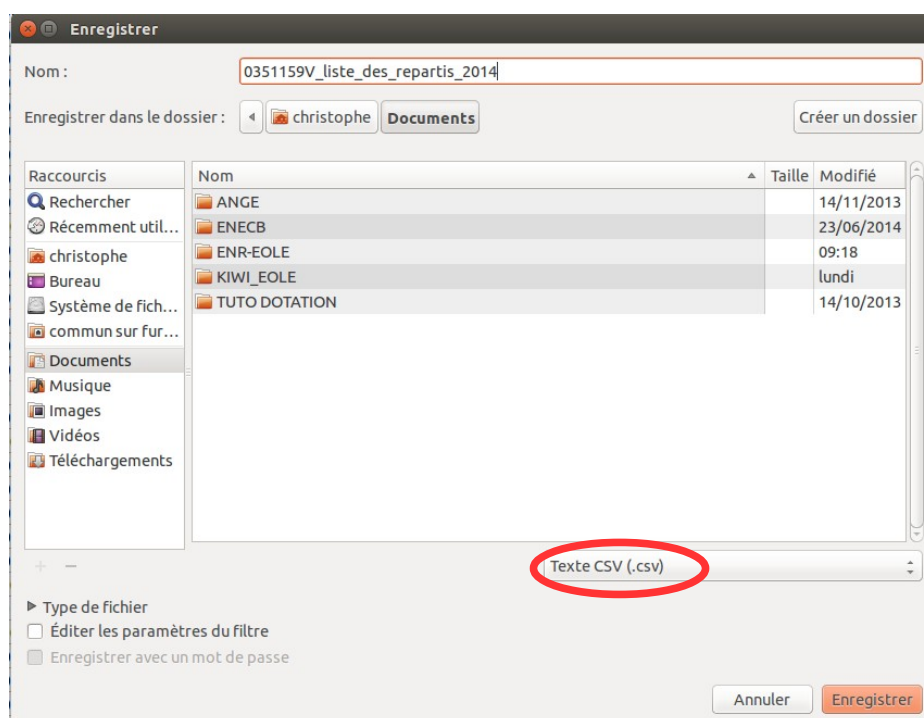 Enregistrer
Nom :
0351159V_liste_des_repartis_2014
Enregistrer dans le dossier :
christophe
Documents
Créer un dossier
Raccourcis
Rechercher
Récemment util...
christophe
Bureau
Système de fich...
commun sur fur...
Documents
Musique
Images
Vidéos
Téléchargements
Nom Taille Modifié
ANGE 14/11/2013
ENECB 23/06/2014
ENR-EOLE 09:18
KIWI_EOLE lundi
TUTO DOTATION 14/10/2013
Texte CSV (.csv)
Type de fichier
Éditer les paramètres du filtre
Enregistrer avec un mot de passe
Annuler
Enregistrer